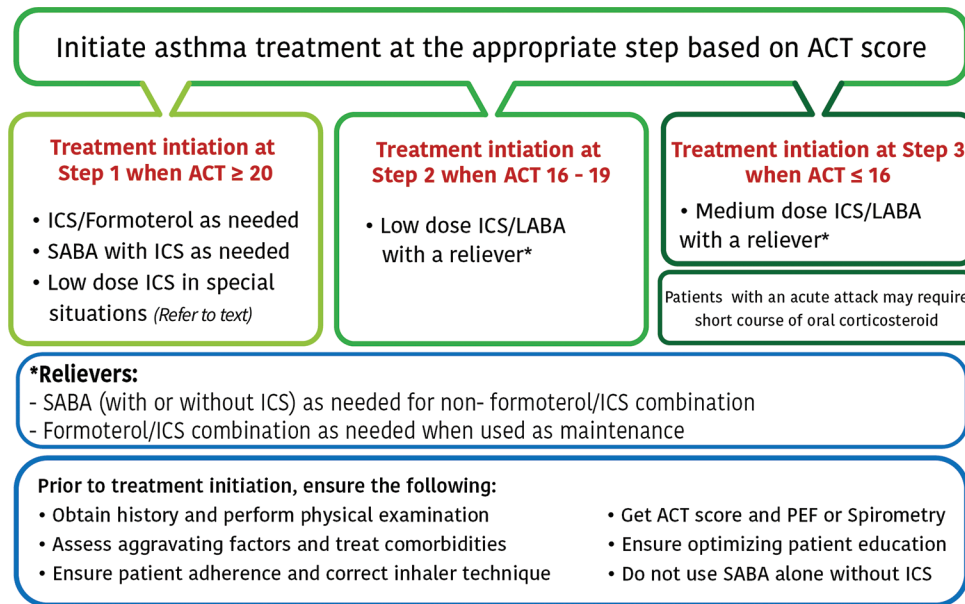 Initiate asthma treatment at the appropriate step based on ACT score
Treatment intiation at
Step 1 when ACT ≥ 20
• ICS/Formoterol as needed
• SABA with ICS as needed
• Low dose ICS in special
situations (Refer to text)
Treatment intiation at
Step 2 when ACT 16 - 19
• Low dose ICS/LABA
with a reliever*
Treatment intiation at Step 3
when ACT ≤ 16
• Medium dose ICS/LABA
with a reliever*
Patients with an acute attack may require
short course of oral corticosteroid
*Relievers:
- SABA (with or without ICS) as needed for non- formoterol/ICS combination
- Formoterol/ICS combination as needed when used as maintenance
Prior to treatment initiation, ensure the following:
• Obtain history and perform physical examination
• Assess aggravating factors and treat comorbidities
• Ensure patient adherence and correct inhaler technique
• Get ACT score and PEF or Spirometry
• Ensure optimizing patient education
• Do not use SABA alone without ICS